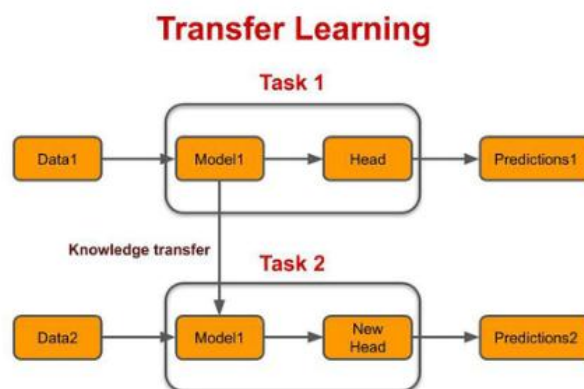 Transfer Learning
Task 1
Data1
Model1
Head
Predictions1
Knowledge transfer
Task 2
Data2
Model1
New
Head
Predictions2